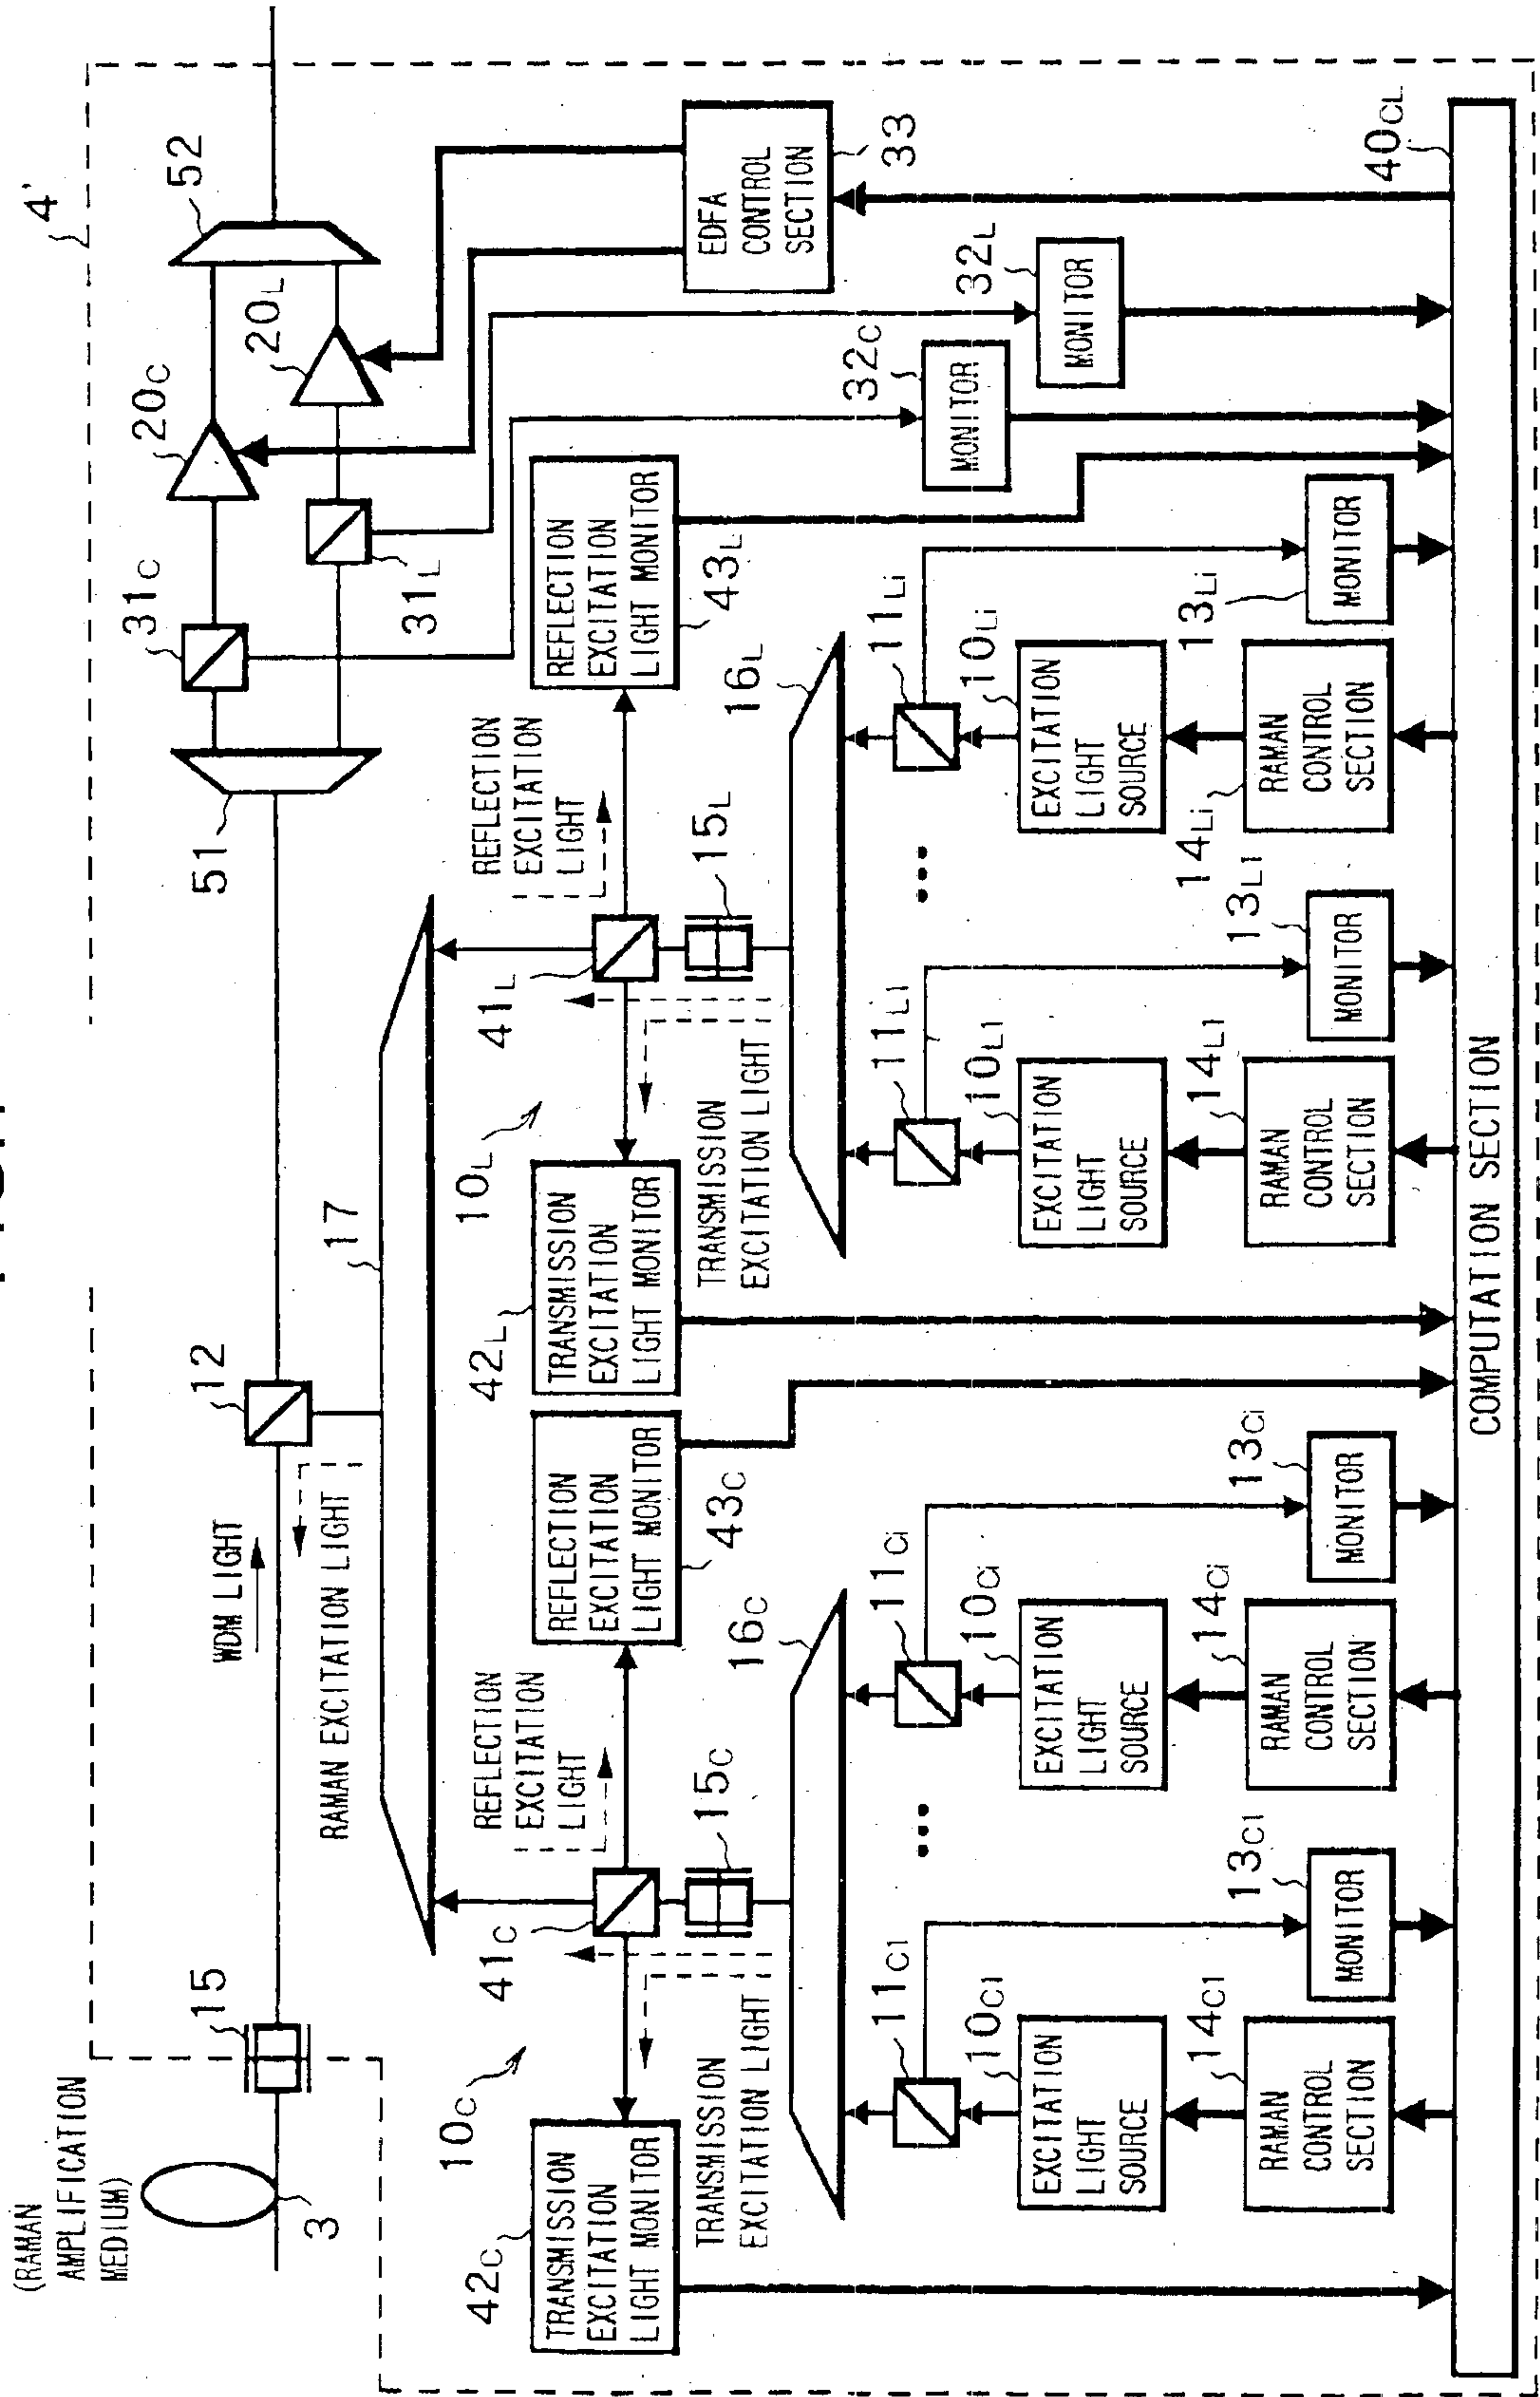 4'
(RAMAN
AMPLIFICATION
MEDIUM)
3
15
WDM LIGHT
12
RAMAN EXCITATION LIGHT
17
51
31C
20C
52
20L
31L
REFLECTION
EXCITATION
LIGHT
REFLECTION
EXCITATION
LIGHT
10C
41C
10L
41L
42C
TRANSMISSION
EXCITATION
LIGHT MONITOR
REFLECTION
EXCITATION
LIGHT MONITOR
43C
42L
TRANSMISSION
EXCITATION
LIGHT MONITOR
REFLECTION
EXCITATION
LIGHT MONITOR
43L
EDFA
CONTROL
SECTION
33
TRANSMISSION
EXCITATION LIGHT
15C
16C
TRANSMISSION
EXCITATION LIGHT
15L
16L
32C
MONITOR
32L
MONITOR
11C1
...
11Ci
11L1
...
11Li
10C1
EXCITATION
LIGHT
SOURCE
10Ci
EXCITATION
LIGHT
SOURCE
10L1
EXCITATION
LIGHT
SOURCE
10Li
EXCITATION
LIGHT
SOURCE
14C1
RAMAN
CONTROL
SECTION
13C1
MONITOR
14Ci
RAMAN
CONTROL
SECTION
13Ci
MONITOR
14L1
RAMAN
CONTROL
SECTION
13L1
MONITOR
14Li
RAMAN
CONTROL
SECTION
13Li
MONITOR
40CL
COMPUTATION SECTION